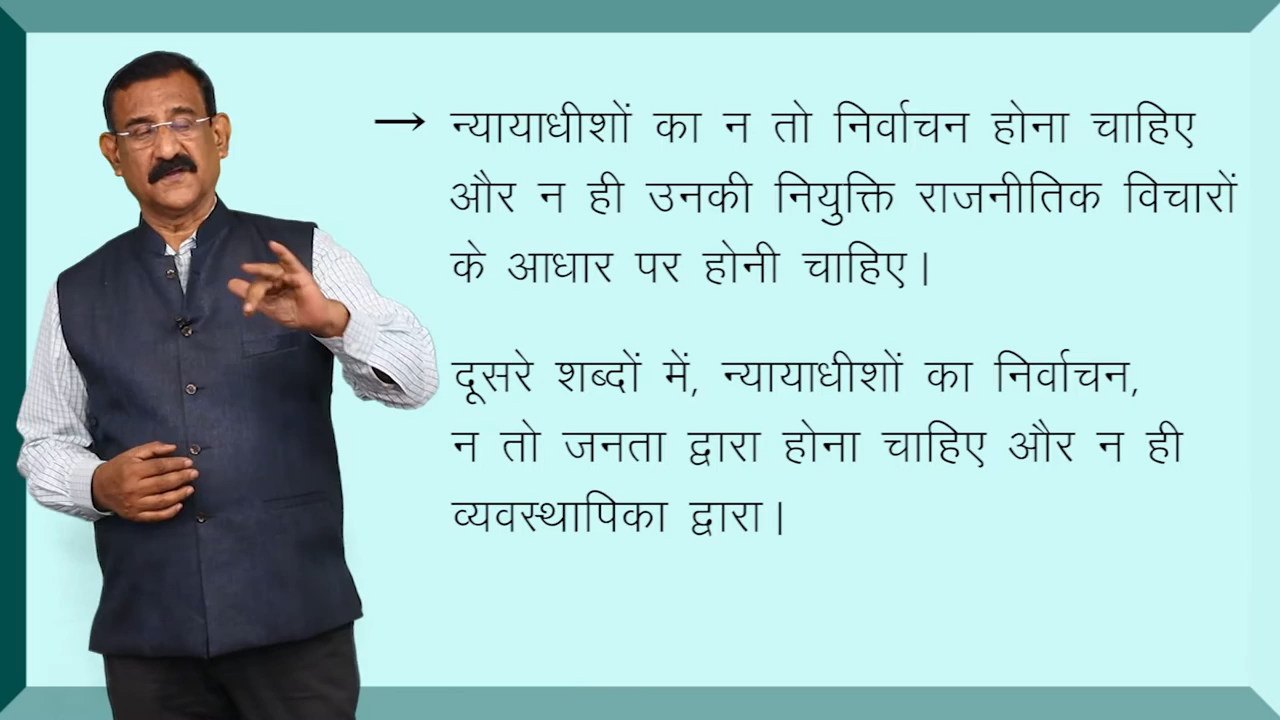 → न्यायाधीशों का न तो निर्वाचन होना चाहिए
और न ही उनकी नियुक्ति राजनीतिक विचारों
के आधार पर होनी चाहिए।
दूसरे शब्दों में, न्यायाधीशों का निर्वाचन,
न तो जनता द्वारा होना चाहिए और न ही
व्यवस्थापिका द्वारा।